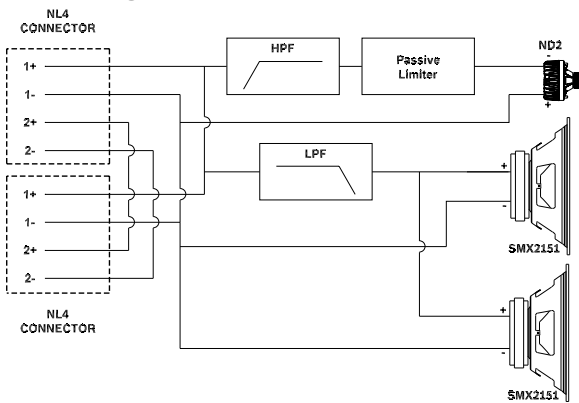 NL4
CONNECTOR
1+
1-
2+
2-
1+
1-
2+
2-
NL4
CONNECTOR
HPF
Passive
Limiter
ND2
-
+
LPF
+
-
SMX2151
+
-
SMX2151